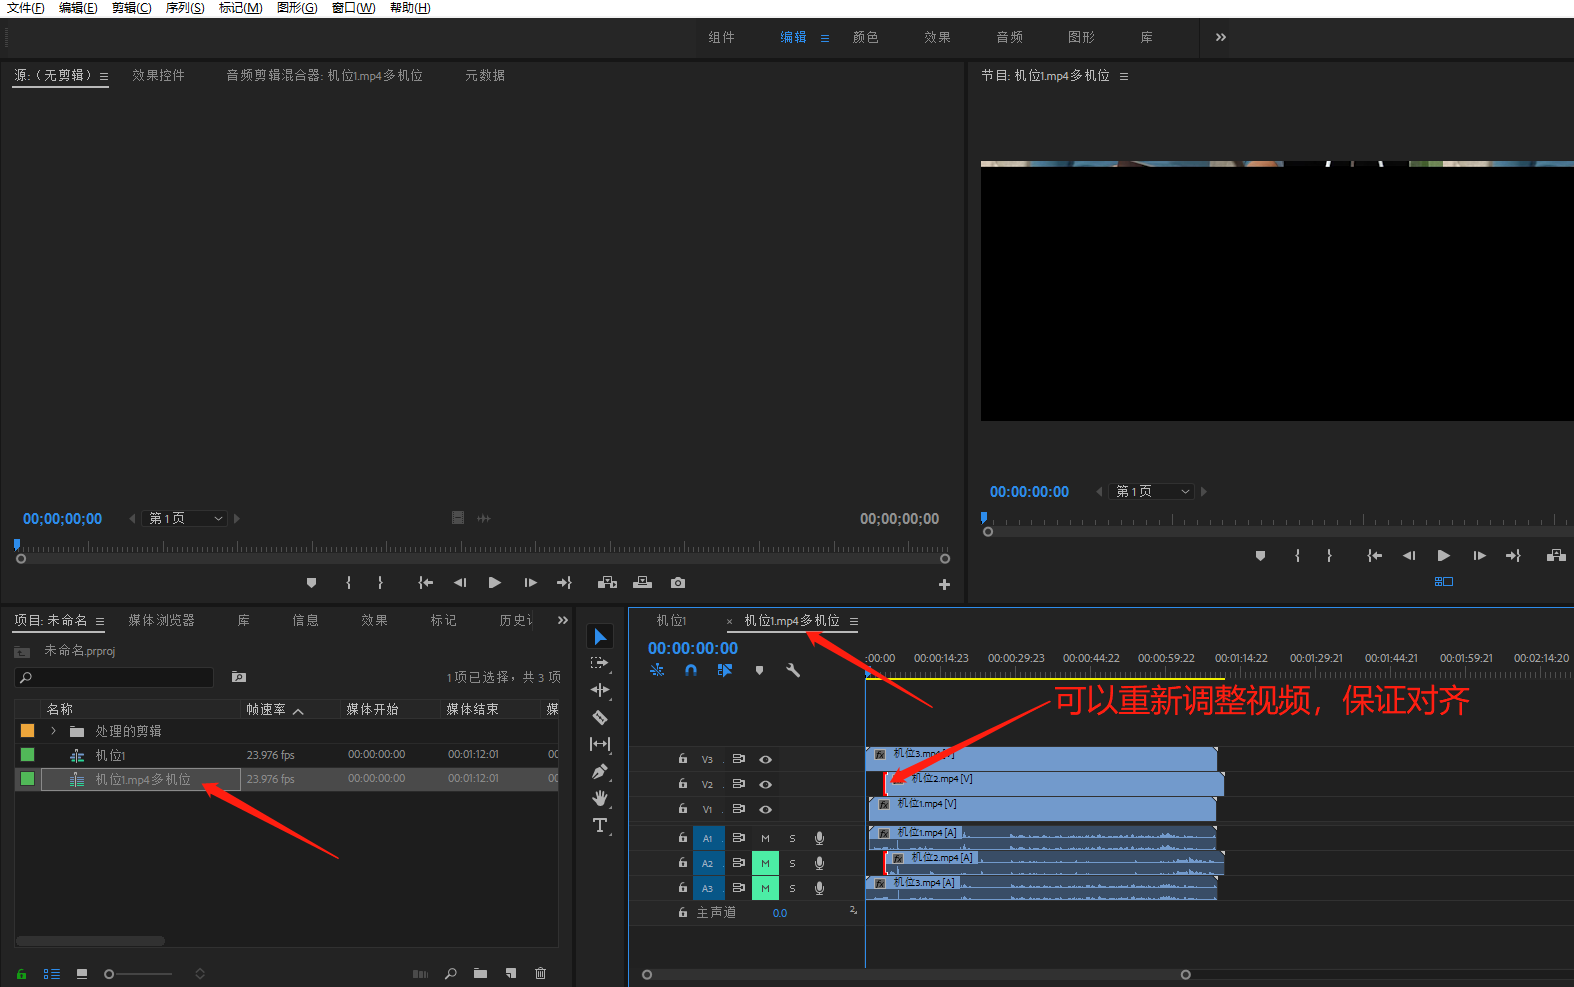 文件(F) 编辑(E) 剪辑(C) 序列(S) 标记(M) 图形(G) 窗口(W) 帮助(H)
组件 编辑 颜色 效果 音频 图形 库
源:(无剪辑) 效果控件 音频剪辑混合器: 机位1.mp4多机位 元数据
节目: 机位1.mp4多机位
00;00;00;00 第1页 00;00;00;00
00:00:00:00 第1页
项目: 未命名 媒体浏览器 库 信息 效果 标记 历史记
未命名.prproj
1项已选择，共 3 项
名称 帧速率 媒体开始 媒体结束 媒
处理的剪辑
机位1 23.976 fps 00:00:00:00 00:01:12:01 00
机位1.mp4多机位 23.976 fps 00:00:00:00 00:01:12:01 00
T
机位1 × 机位1.mp4多机位
00:00:00:00
:00:00 00:00:14:23 00:00:29:23 00:00:44:22 00:00:59:22 00:01:14:22 00:01:29:21 00:01:44:21 00:01:59:21 00:02:14:20
可以重新调整视频，保证对齐
V3 机位3.mp4 [V]
V2 机位2.mp4 [V]
V1 fx 机位1.mp4 [V]
A1 M S fx 机位1.mp4 [A]
A2 M S fx 机位2.mp4 [A]
A3 M S fx 机位3.mp4 [A]
主声道 0.0